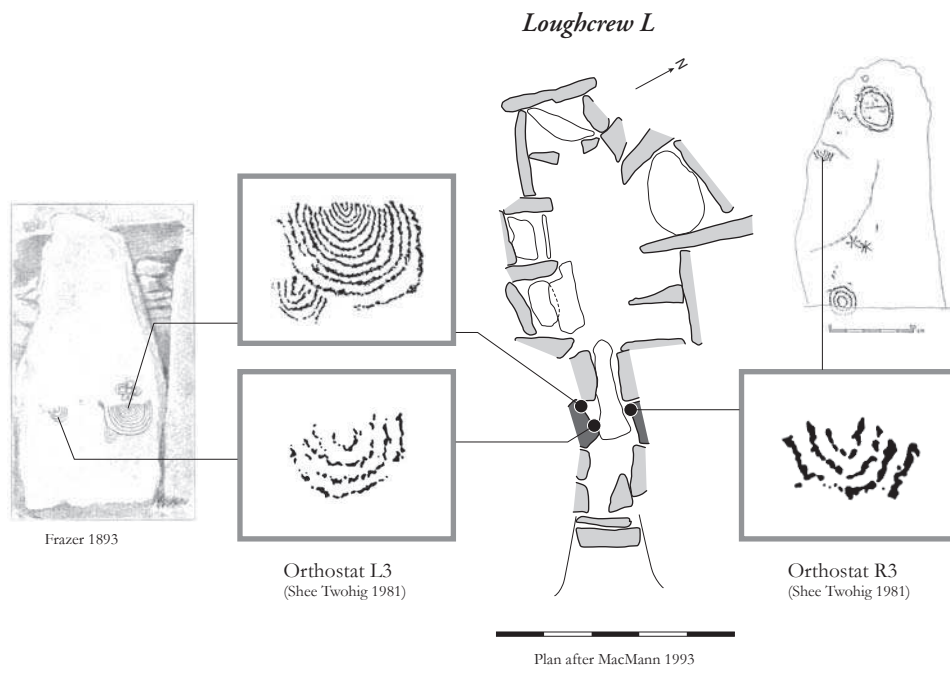 Loughcrew L
N
Frazer 1893
Orthostat L3
(Shee Twohig 1981)
Orthostat R3
(Shee Twohig 1981)
Plan after MacMann 1993